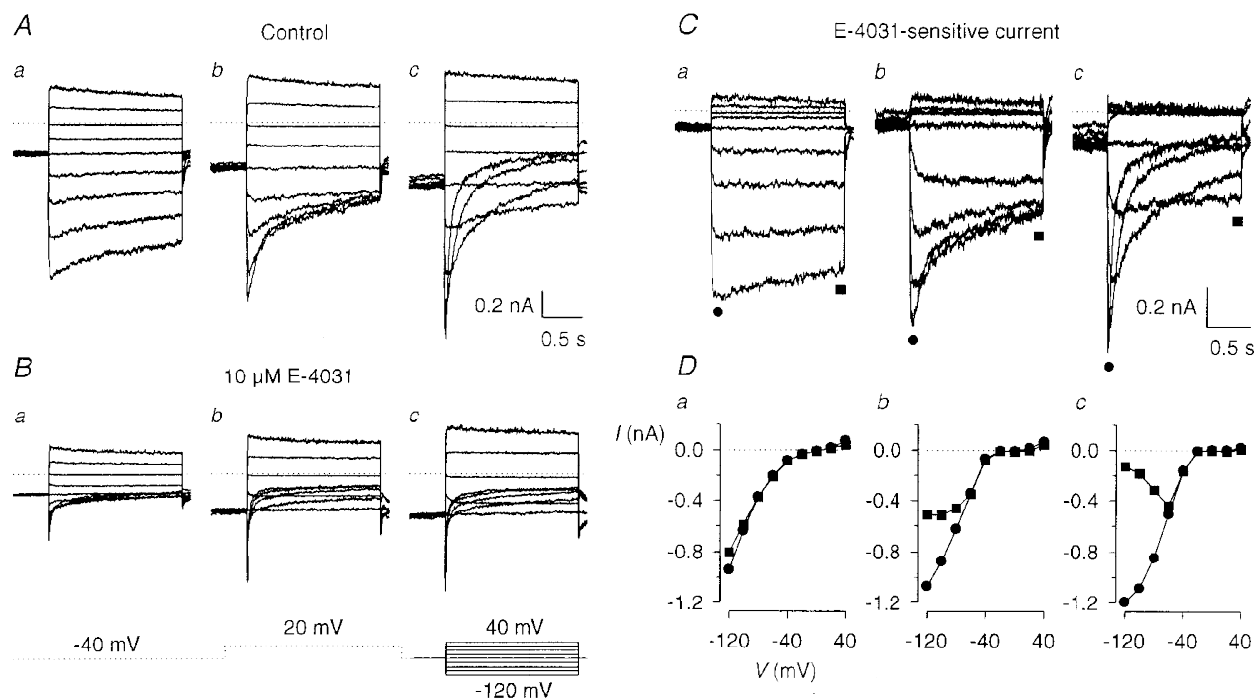 A
Control
a
b
c
0.2 nA
0.5 s
B
10 µM E-4031
a
b
c
-40 mV
20 mV
40 mV
-120 mV
C
E-4031-sensitive current
a
b
c
0.2 nA
0.5 s
D
a
b
c
I (nA)
0.0
-0.4
-0.8
-1.2
0.0
-0.4
-0.8
-1.2
0.0
-0.4
-0.8
-1.2
-120 -40 40
-120 -40 40
-120 -40 40
V (mV)